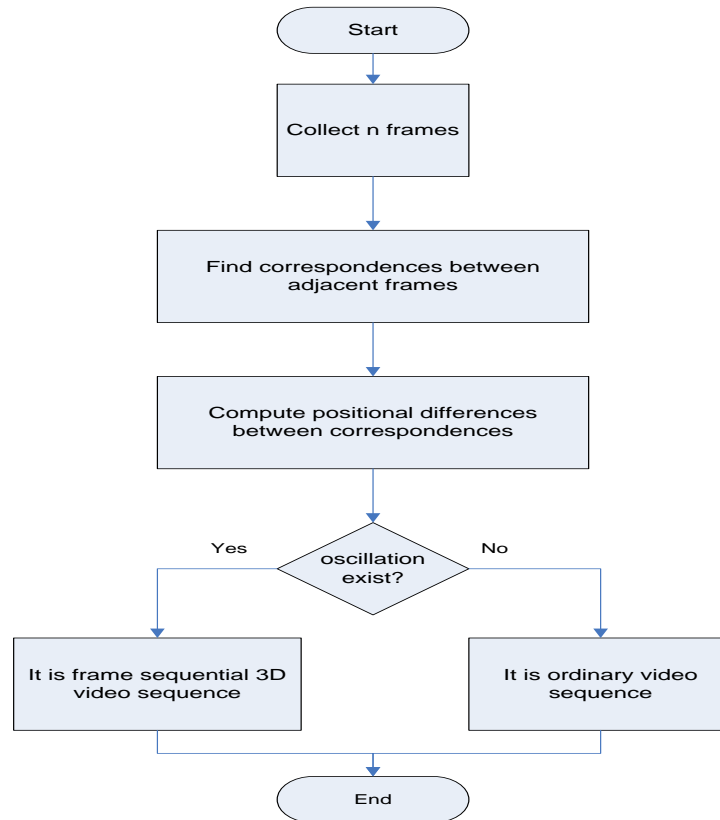 Start
Collect n frames
Find correspondences between
adjacent frames
Compute positional differences
between correspondences
Yes
oscillation
exist?
No
It is frame sequential 3D
video sequence
It is ordinary video
sequence
End